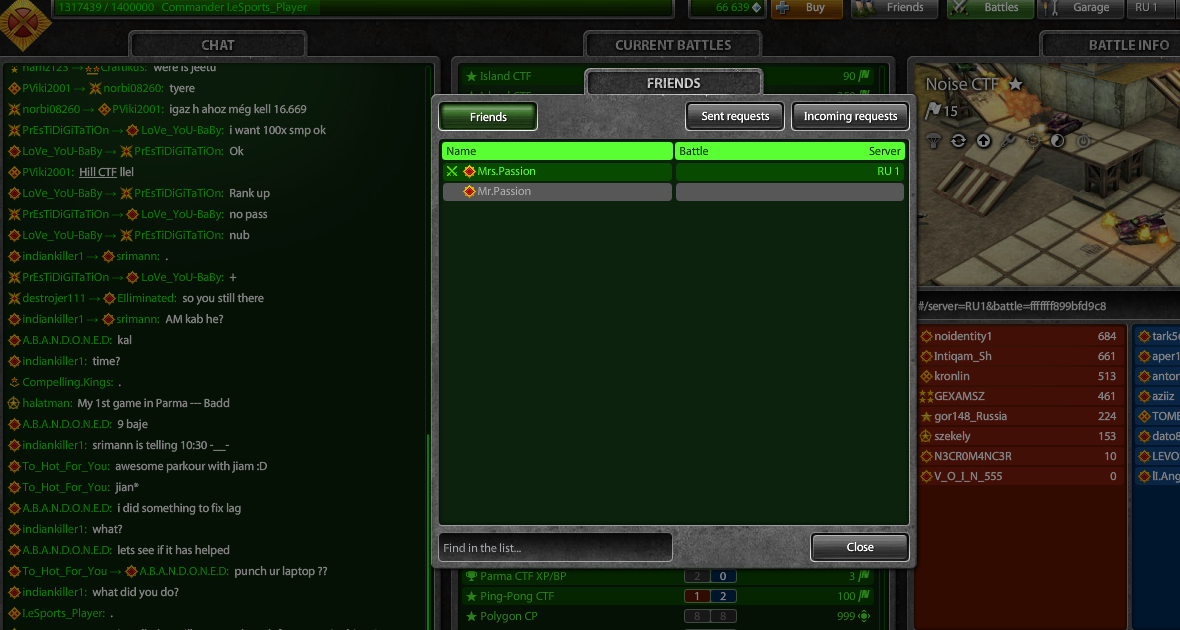 1317439 / 1400000 Commander I.eSports_Player
66 639
Buy
Friends
Battles
Garage
RU 1
CHAT
CURRENT BATTLES
BATTLE INFO
PViki2001 → norbi08260: tyere
norbi08260 → PViki2001: igaz h ahoz még kell 16.669
PrEsTiDiGiTaTiOn → LoVe_YoU-BaBy: i want 100x smp ok
LoVe_YoU-BaBy → PrEsTiDiGiTaTiOn: Ok
PViki2001: Hill CTF llel
LoVe_YoU-BaBy → PrEsTiDiGiTaTiOn: Rank up
PrEsTiDiGiTaTiOn → LoVe_YoU-BaBy: no pass
LoVe_YoU-BaBy → PrEsTiDiGiTaTiOn: nub
indiankiller1 → srimann: .
PrEsTiDiGiTaTiOn → LoVe_YoU-BaBy: +
destrojer111 → Elliminated: so you still there
indiankiller1 → srimann: AM kab he?
A.B.A.N.D.O.N.E.D: kal
indiankiller1: time?
Compelling.Kings: .
halatman: My 1st game in Parma — Badd
A.B.A.N.D.O.N.E.D: 9 baje
indiankiller1: srimann is telling 10:30 -__-
To_Hot_For_You: awesome parkour with jiam :D
To_Hot_For_You: jian*
A.B.A.N.D.O.N.E.D: i did something to fix lag
indiankiller1: what?
A.B.A.N.D.O.N.E.D: lets see if it has helped
To_Hot_For_You → A.B.A.N.D.O.N.E.D: punch ur laptop ??
indiankiller1: what did you do?
I.eSports_Player: .
Island CTF 90
FRIENDS
Friends
Sent requests
Incoming requests
Name Battle Server
Mrs.Passion RU 1
Mr.Passion
Find in the list...
Close
Parma CTF XP/BP 2 0 3
Ping-Pong CTF 1 2 100
Polygon CP 8 8 999
Noise CTF
15
#/server=RU1&battle=fffffff899bfd9c8
noidentity1 684
Intiqam_Sh 661
kronlin 513
GEXAMSZ 461
gor148_Russia 224
szekely 153
N3CR0M4NC3R 10
V_O_I_N_555 0
aziiz